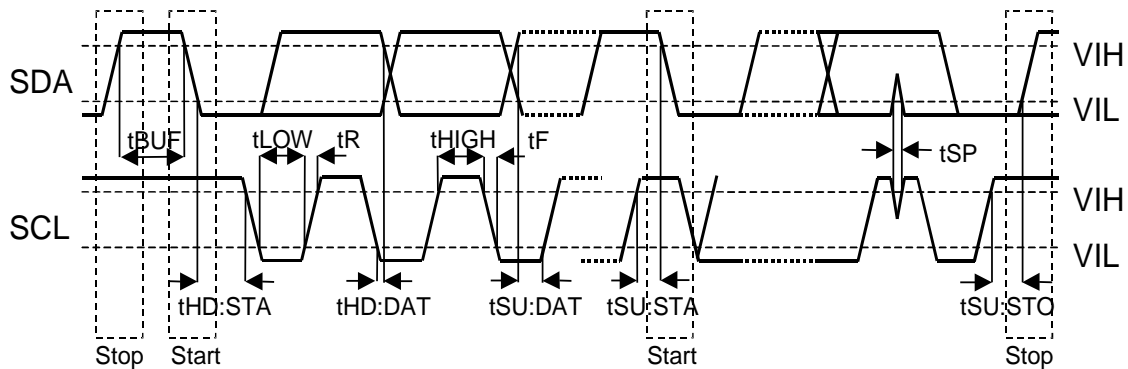 SDA
VIH
VIL
tBUF
tLOW
tR
tHIGH
tF
tSP
SCL
VIH
VIL
tHD:STA
tHD:DAT
tSU:DAT
tSU:STA
tSU:STO
Stop
Start
Start
Stop